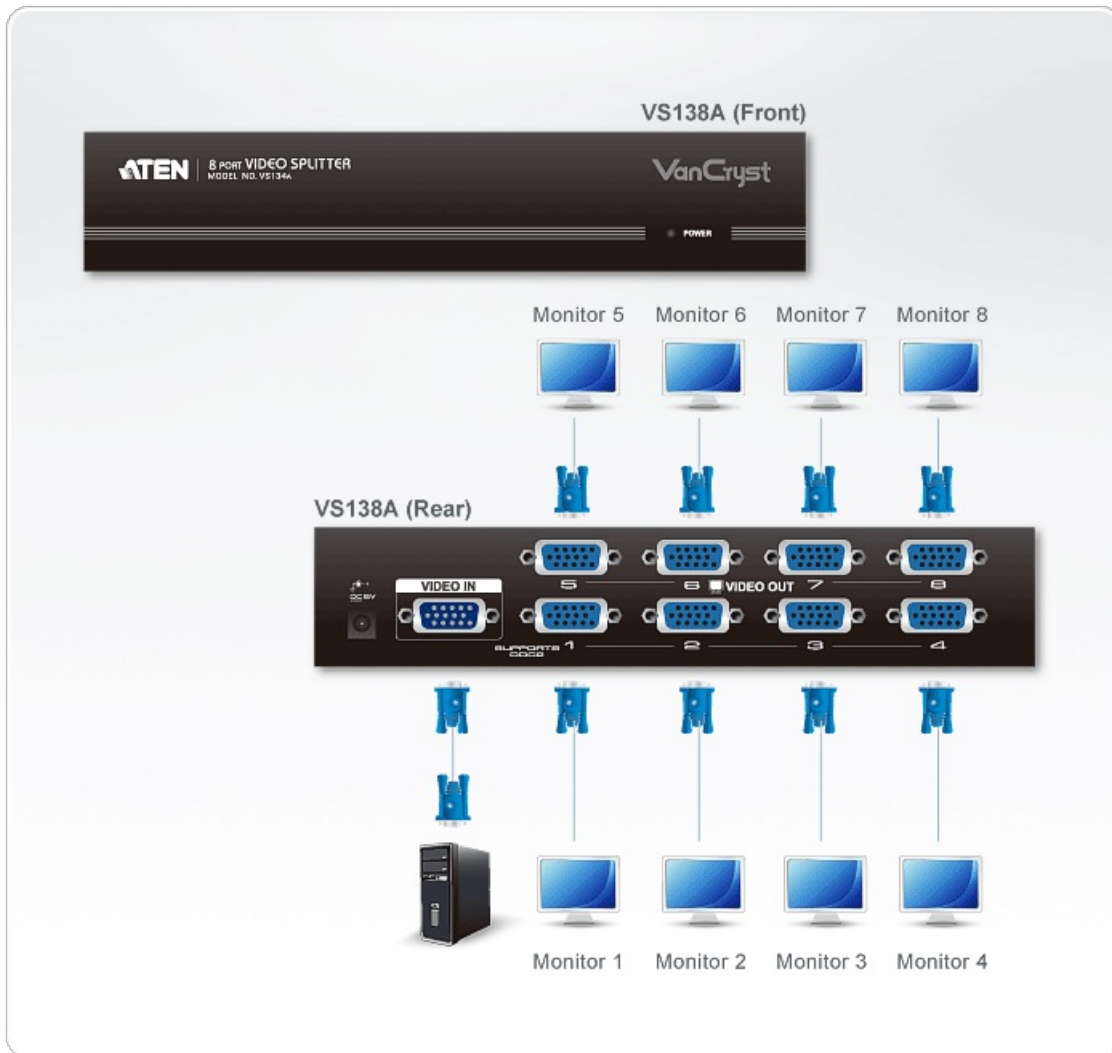 VS138A (Front)
ATEN
8 PORT VIDEO SPLITTER
MODEL NO. VS134A
VanCryst
POWER
Monitor 5 Monitor 6 Monitor 7 Monitor 8
VS138A (Rear)
VIDEO IN
5 6 VIDEO OUT 7 8
SUPPORTS 1 2 3 4
Monitor 1 Monitor 2 Monitor 3 Monitor 4